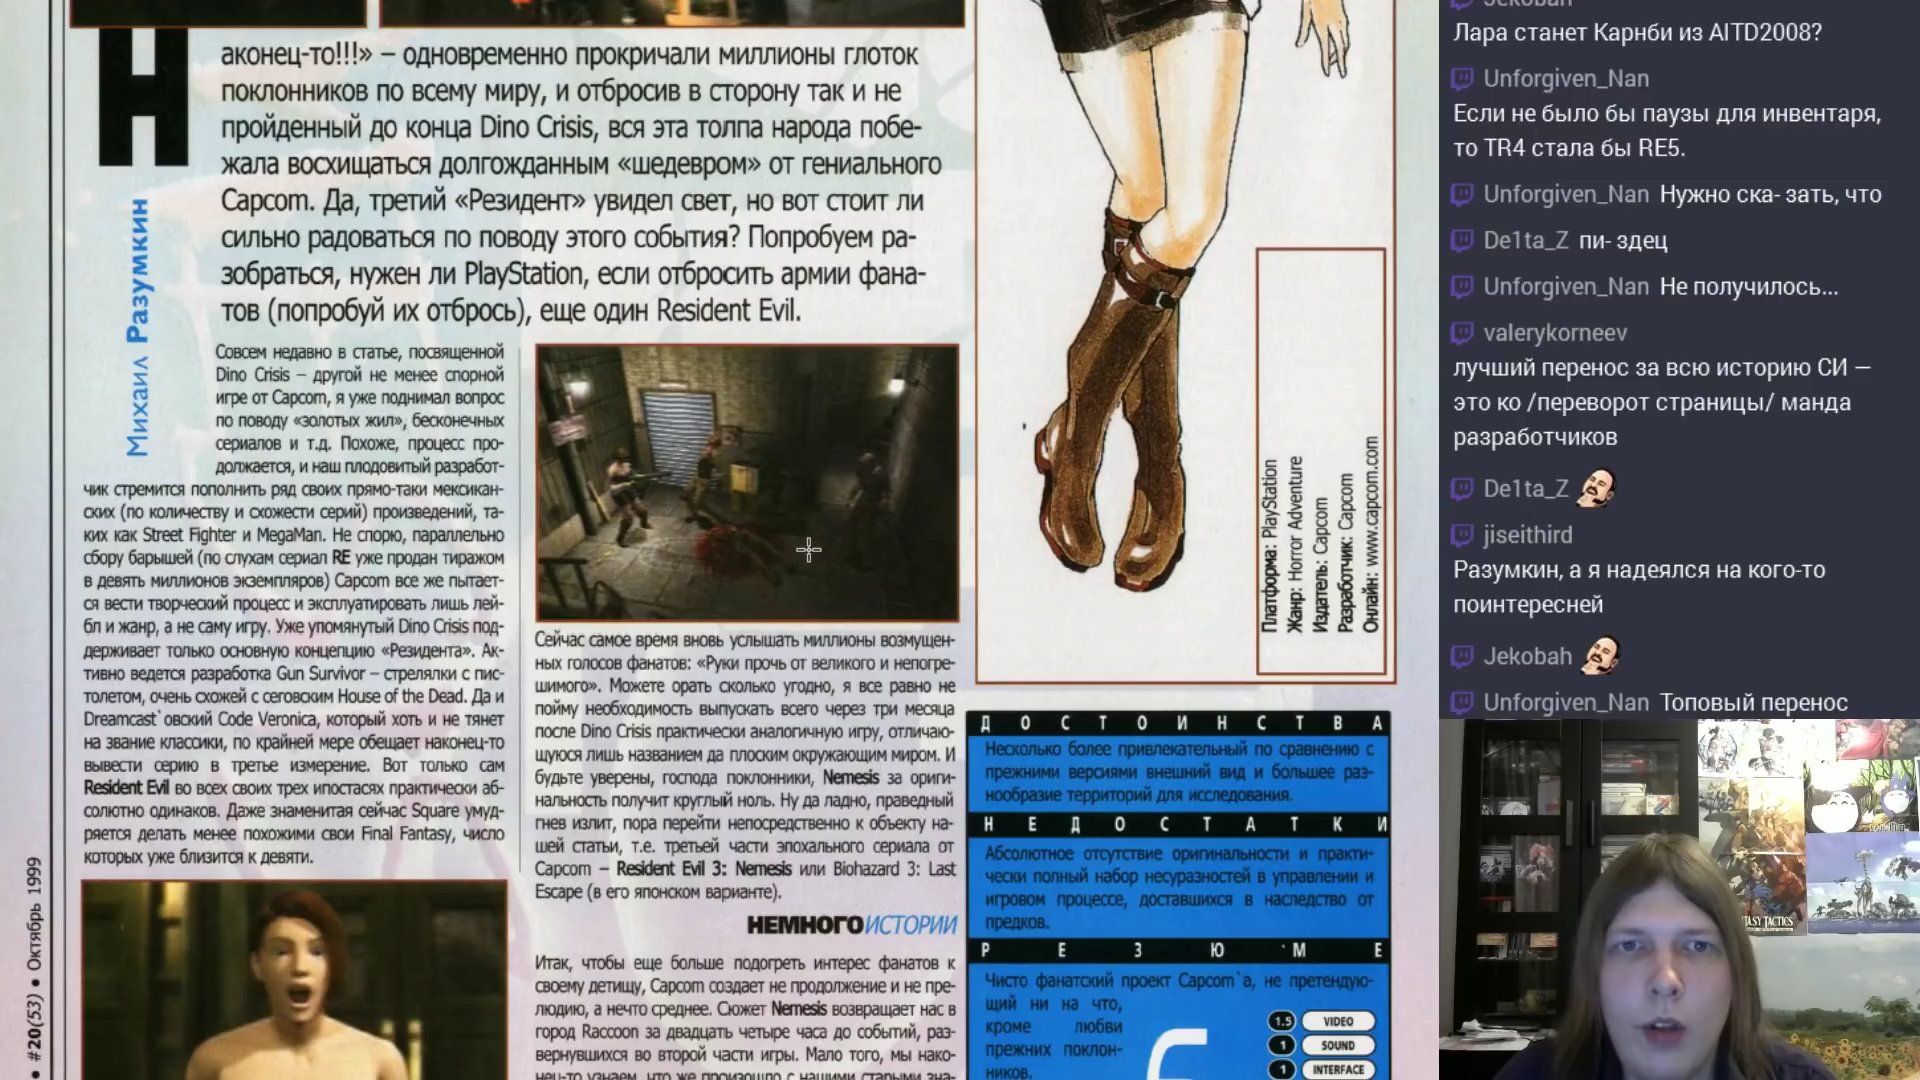 Н
аконец-то!!!» – одновременно прокричали миллионы глоток
поклонников по всему миру, и отбросив в сторону так и не
пройденный до конца Dino Crisis, вся эта толпа народа побе-
жала восхищаться долгожданным «шедевром» от гениального
Capcom. Да, третий «Резидент» увидел свет, но вот стоит ли
сильно радоваться по поводу этого события? Попробуем ра-
зобраться, нужен ли PlayStation, если отбросить армии фана-
тов (попробуй их отбрось), еще один Resident Evil.
Михаил Разумкин
Совсем недавно в статье, посвященной
Dino Crisis – другой не менее спорной
игре от Capcom, я уже поднимал вопрос
по поводу «золотых жил», бесконечных
сериалов и т.д. Похоже, процесс про-
должается, и наш плодовитый разработ-
чик стремится пополнить ряд своих прямо-таки мексикан-
ских (по количеству и схожести серий) произведений, та-
ких как Street Fighter и MegaMan. Не спорю, параллельно
сбору барышей (по слухам сериал RE уже продан тиражом
в девять миллионов экземпляров) Capcom все же пытает-
ся вести творческий процесс и эксплуатировать лишь лей-
бл и жанр, а не саму игру. Уже упомянутый Dino Crisis под-
держивает только основную концепцию «Резидента». Ак-
тивно ведется разработка Gun Survivor – стрелялки с пис-
толетом, очень схожей с сеговским House of the Dead. Да и
Dreamcast`овский Code Veronica, который хоть и не тянет
на звание классики, по крайней мере обещает наконец-то
вывести серию в третье измерение. Вот только сам
Resident Evil во всех своих трех ипостасях практически аб-
солютно одинаков. Даже знаменитая сейчас Square умуд-
ряется делать менее похожими свои Final Fantasy, число
которых уже близится к девяти.
#20(53) • Октябрь 1999
Сейчас самое время вновь услышать миллионы возмущен-
ных голосов фанатов: «Руки прочь от великого и непогре-
шимого». Можете орать сколько угодно, я все равно не
пойму необходимость выпускать всего через три месяца
после Dino Crisis практически аналогичную игру, отличаю-
щуюся лишь названием да плоским окружающим миром. И
будьте уверены, господа поклонники, Nemesis за ориги-
нальность получит круглый ноль. Ну да ладно, праведный
гнев излит, пора перейти непосредственно к объекту на-
шей статьи, т.е. третьей части эпохального сериала от
Capcom – Resident Evil 3: Nemesis или Biohazard 3: Last
Escape (в его японском варианте).
НЕМНОГО ИСТОРИИ
Итак, чтобы еще больше подогреть интерес фанатов к
своему детищу, Capcom создает не продолжение и не пре-
людию, а нечто среднее. Сюжет Nemesis возвращает нас в
город Raccoon за двадцать четыре часа до событий, раз-
вернувшихся во второй части игры. Мало того, мы нако-
нец-то узнаем, что же произошло с нашими старыми зна-
Платформа: PlayStation
Жанр: Horror Adventure
Издатель: Capcom
Разработчик: Capcom
Онлайн: www.capcom.com
ДОСТОИНСТВА
Несколько более привлекательный по сравнению с
прежними версиями внешний вид и большее раз-
нообразие территорий для исследования.
НЕДОСТАТКИ
Абсолютное отсутствие оригинальности и практи-
чески полный набор несуразностей в управлении и
игровом процессе, доставшихся в наследство от
предков.
РЕЗЮМЕ
Чисто фанатский проект Capcom`а, не претендую-
щий ни на что,
кроме любви
прежних поклон-
ников.
1.5 VIDEO
1 SOUND
1 INTERFACE
Jekobah
Лара станет Карнби из AITD2008?
Unforgiven_Nan
Если не было бы паузы для инвентаря,
то TR4 стала бы RE5.
Unforgiven_Nan Нужно ска- зать, что
De1ta_Z пи- здец
Unforgiven_Nan Не получилось...
valerykorneev
лучший перенос за всю историю СИ —
это ко /переворот страницы/ манда
разработчиков
De1ta_Z
jiseithird
Разумкин, а я надеялся на кого-то
поинтересней
Jekobah
Unforgiven_Nan Топовый перенос